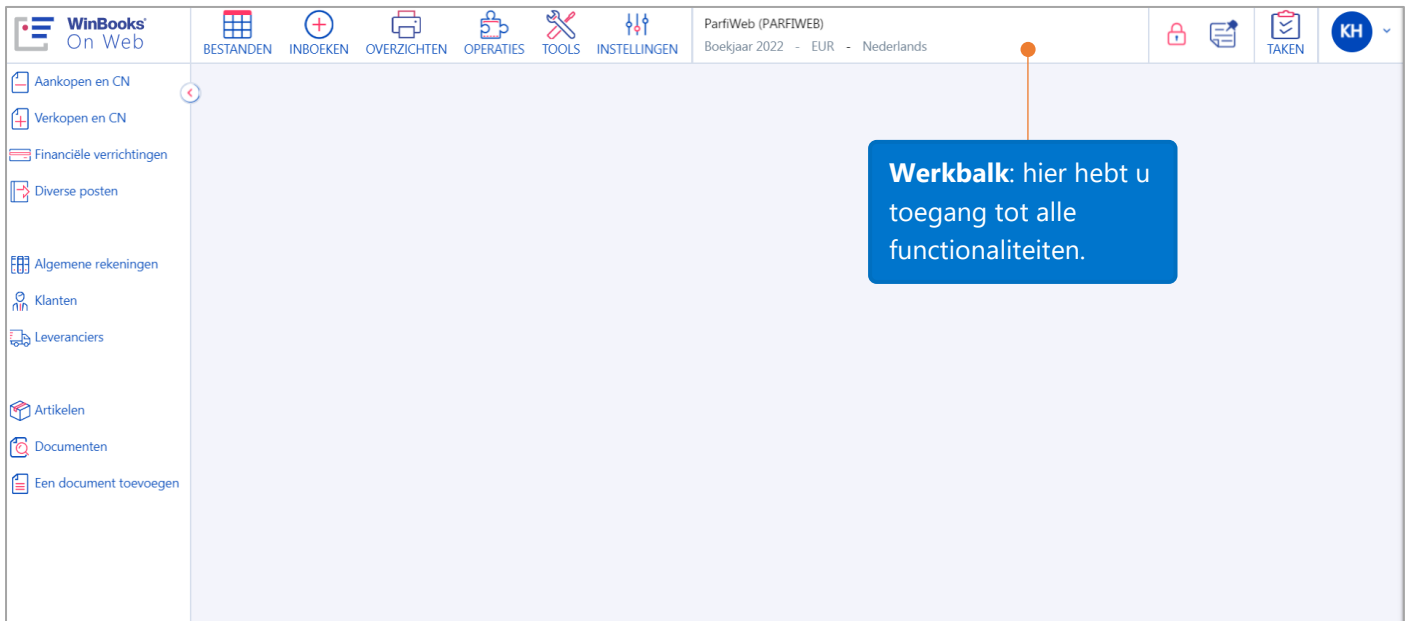 WinBooks®
On Web
BESTANDEN
INBOEKEN
OVERZICHTEN
OPERATIES
TOOLS
INSTELLINGEN
ParfiWeb (PARFIWEB)
Boekjaar 2022 - EUR - Nederlands
TAKEN
KH
Aankopen en CN
Verkopen en CN
Financiële verrichtingen
Diverse posten
Algemene rekeningen
Klanten
Leveranciers
Artikelen
Documenten
Een document toevoegen
Werkbalk: hier hebt u
toegang tot alle
functionaliteiten.